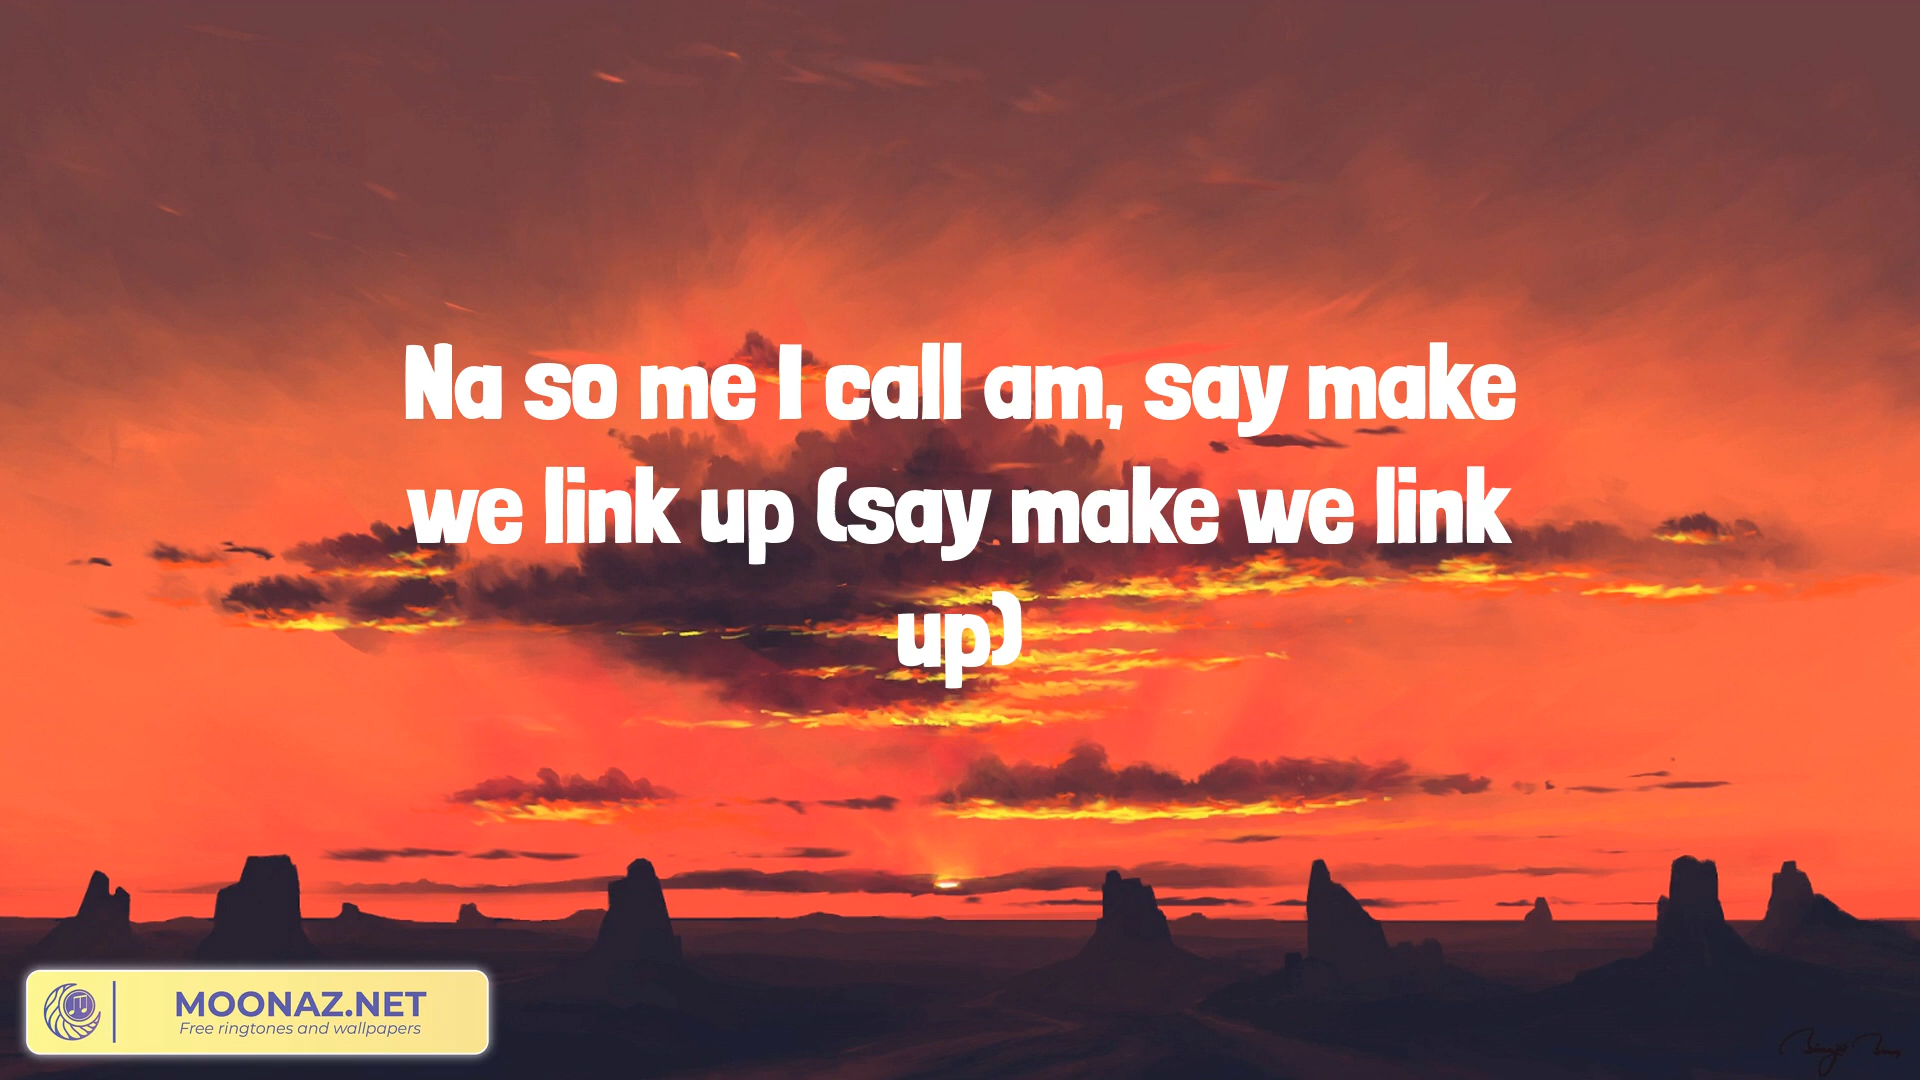 Na so me I call am, say make
we link up (say make we link
up)
MOONAZ.NET
Free ringtones and wallpapers